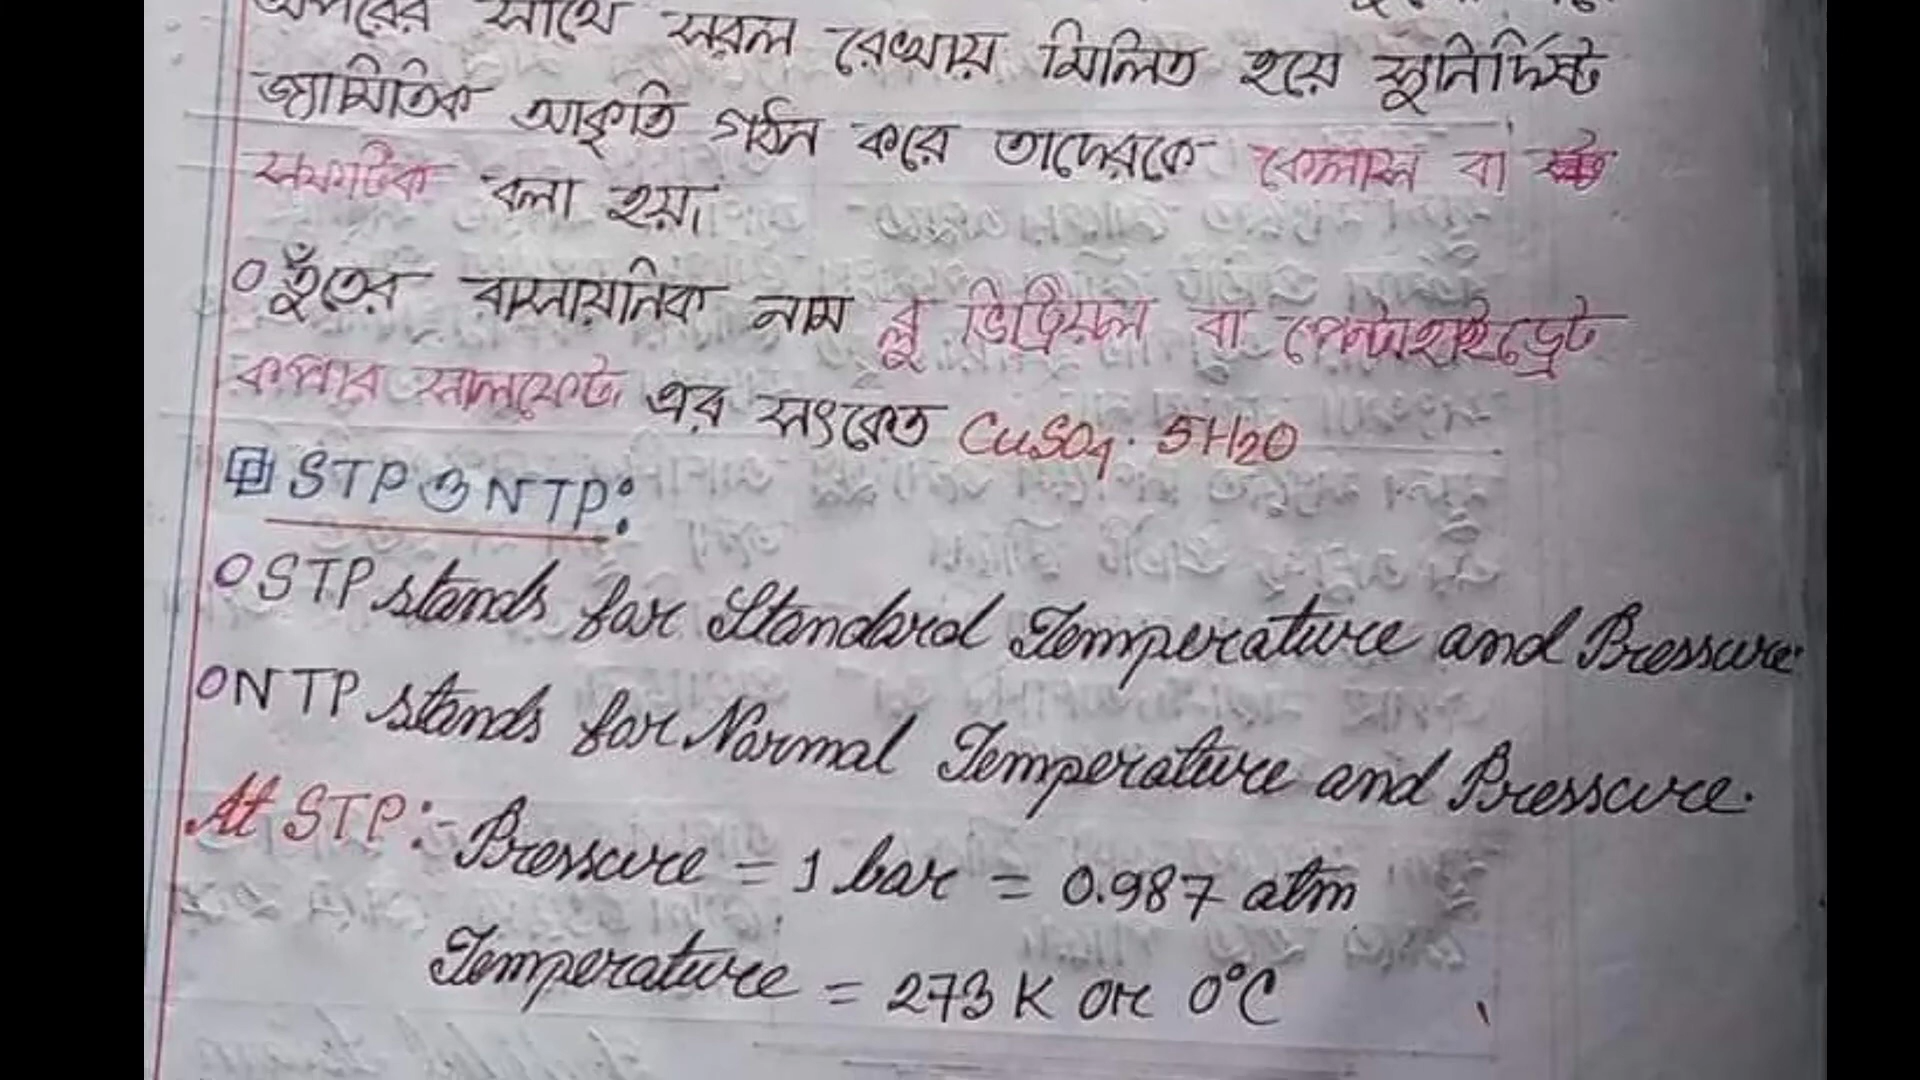 অপরের সাথে সরল রেখায় মিলিত হয়ে সুনির্দিষ্ট
জ্যামিতিক আকৃতি গঠন করে তাদেরকে কেলাস বা
স্ফটিক বলা হয়।
০ তুঁতের রাসায়নিক নাম ব্লু ভিট্রিয়ল বা পেন্টাহাইড্রেট
কপার সালফেট। এর সংকেত CuSO4. 5H2O
STP ও NTP:
০ STP stands for Standard Temperature and Pressure.
০ NTP stands for Normal Temperature and Pressure.
At STP:- Pressure = 1 bar = 0.987 atm
Temperature = 273 K or 0°C